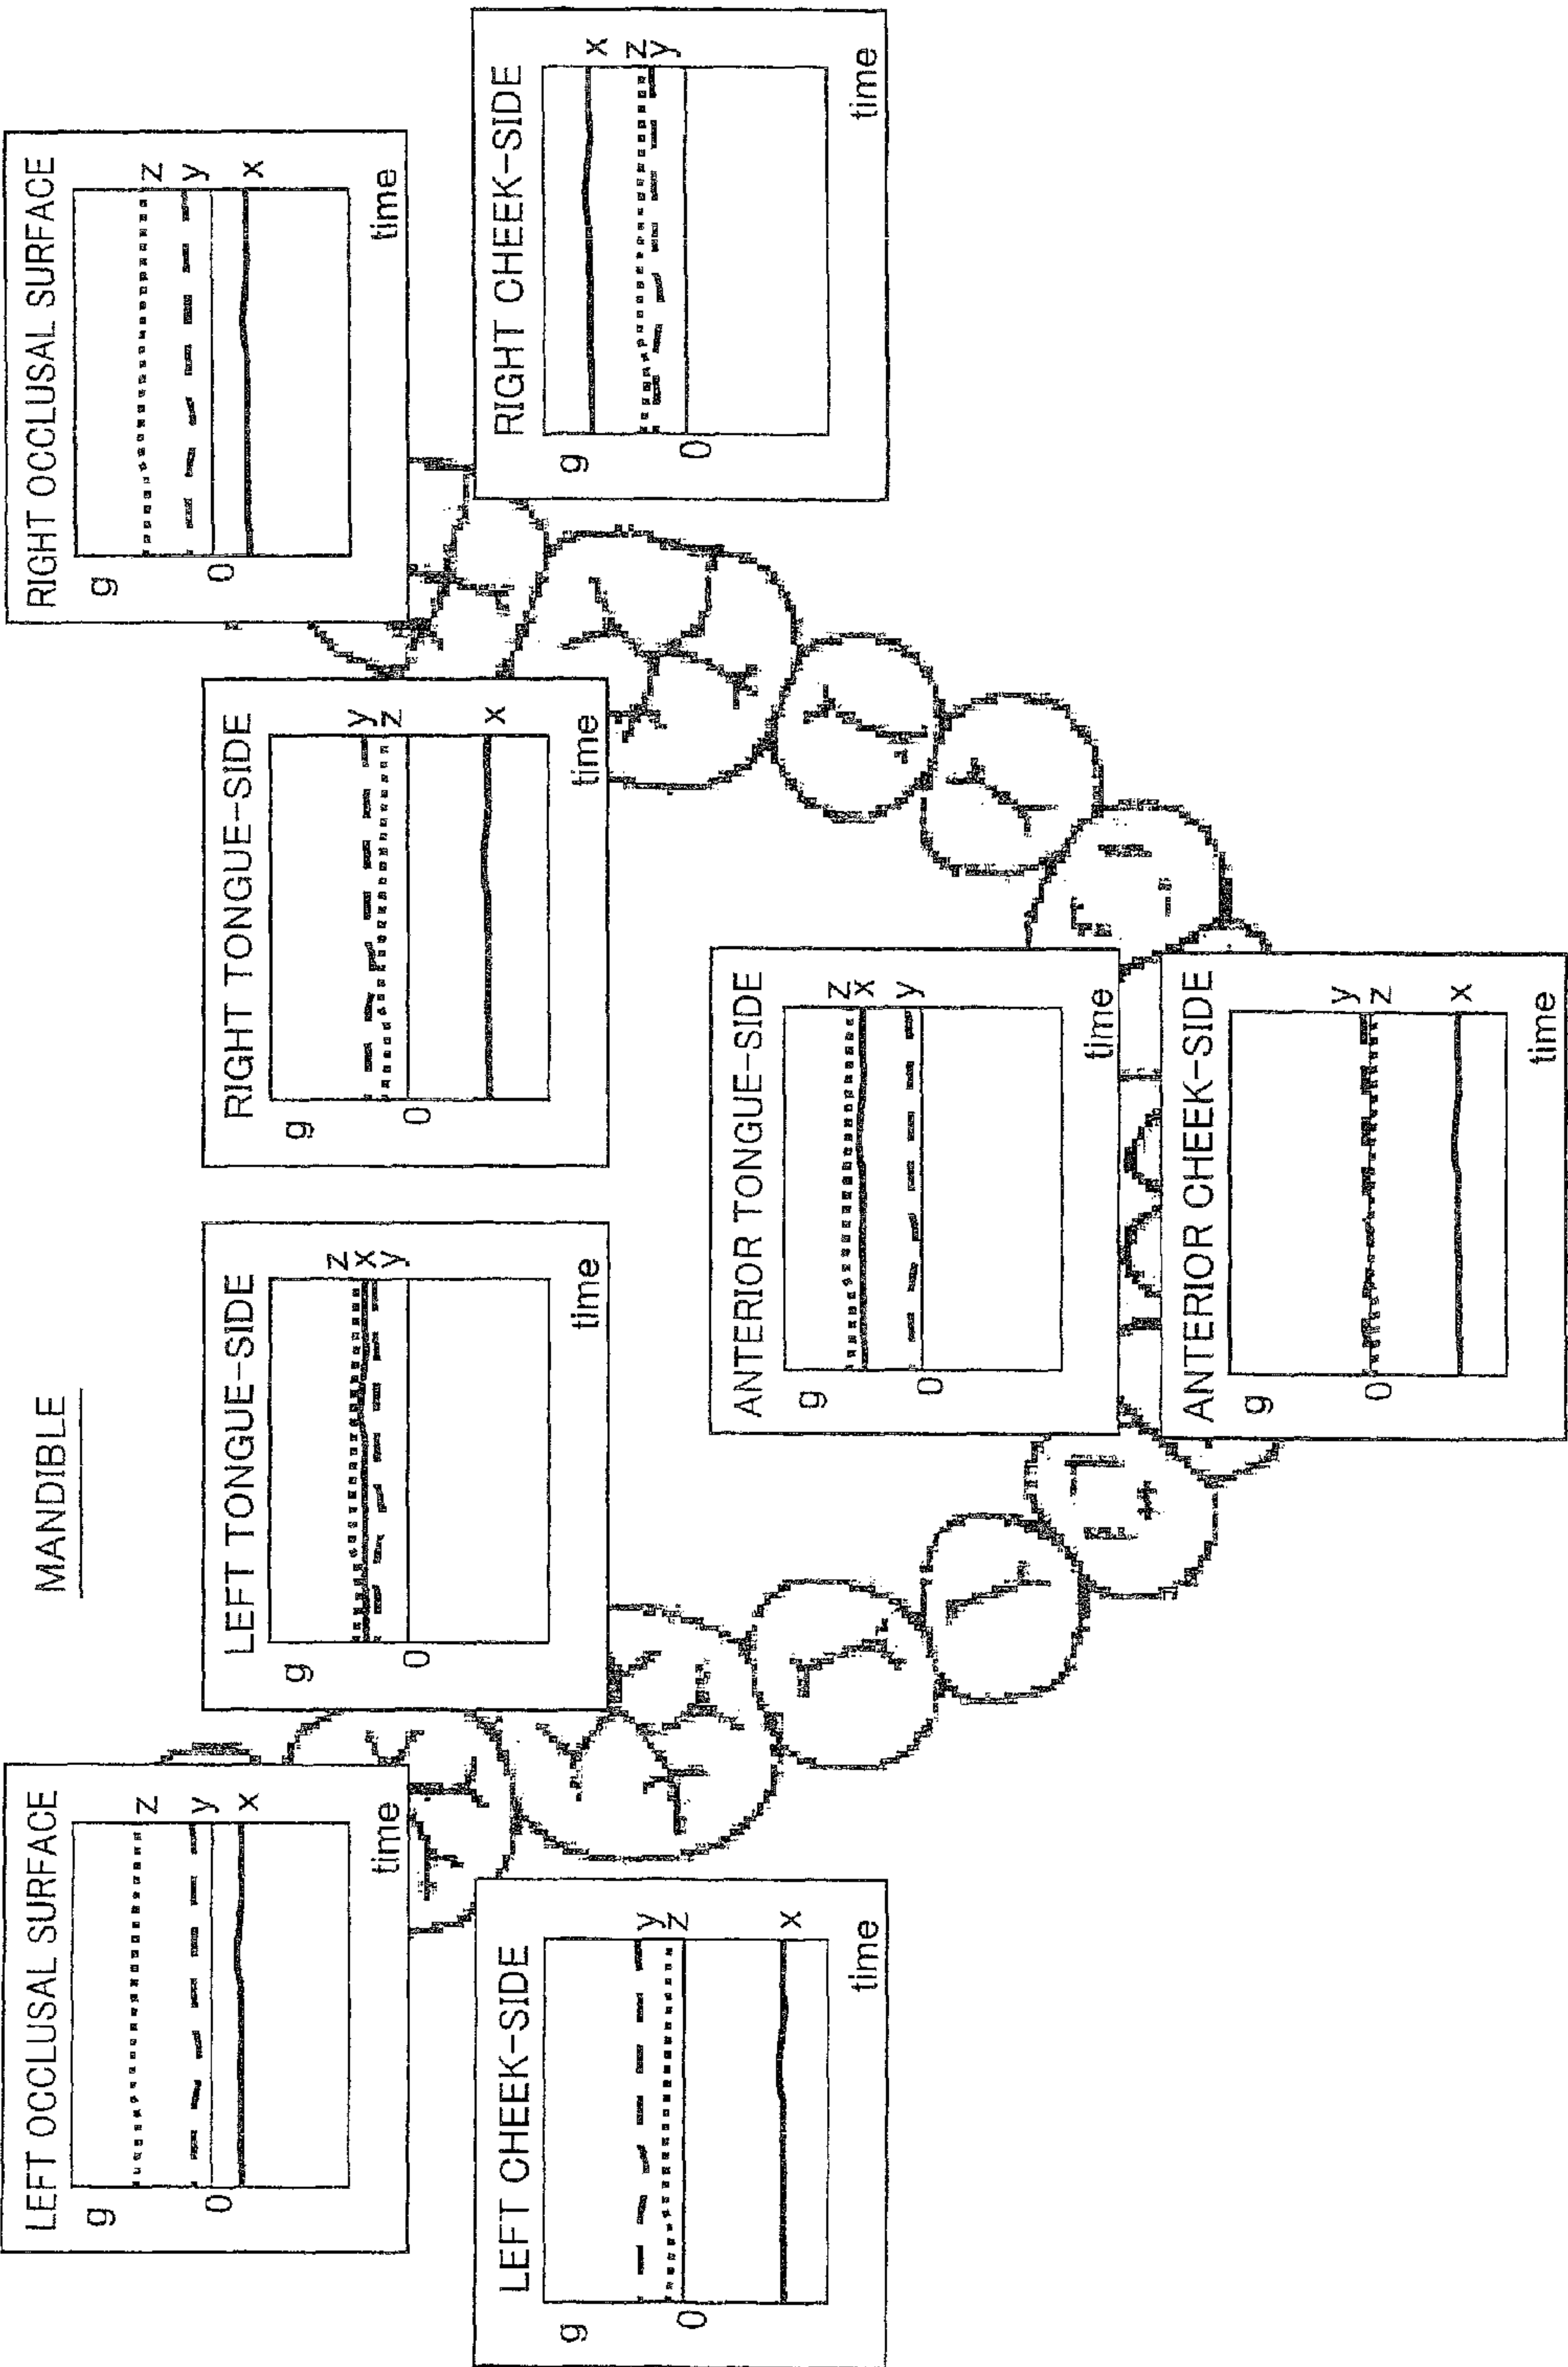 MANDIBLE
LEFT OCCLUSAL SURFACE
g
0
z
y
x
time
LEFT TONGUE-SIDE
g
0
z
x
y
time
RIGHT TONGUE-SIDE
g
0
y
z
x
time
RIGHT OCCLUSAL SURFACE
g
0
z
y
x
time
LEFT CHEEK-SIDE
g
0
y
z
x
time
RIGHT CHEEK-SIDE
g
0
x
z
y
time
ANTERIOR TONGUE-SIDE
g
0
z
x
y
time
ANTERIOR CHEEK-SIDE
g
0
y
z
x
time